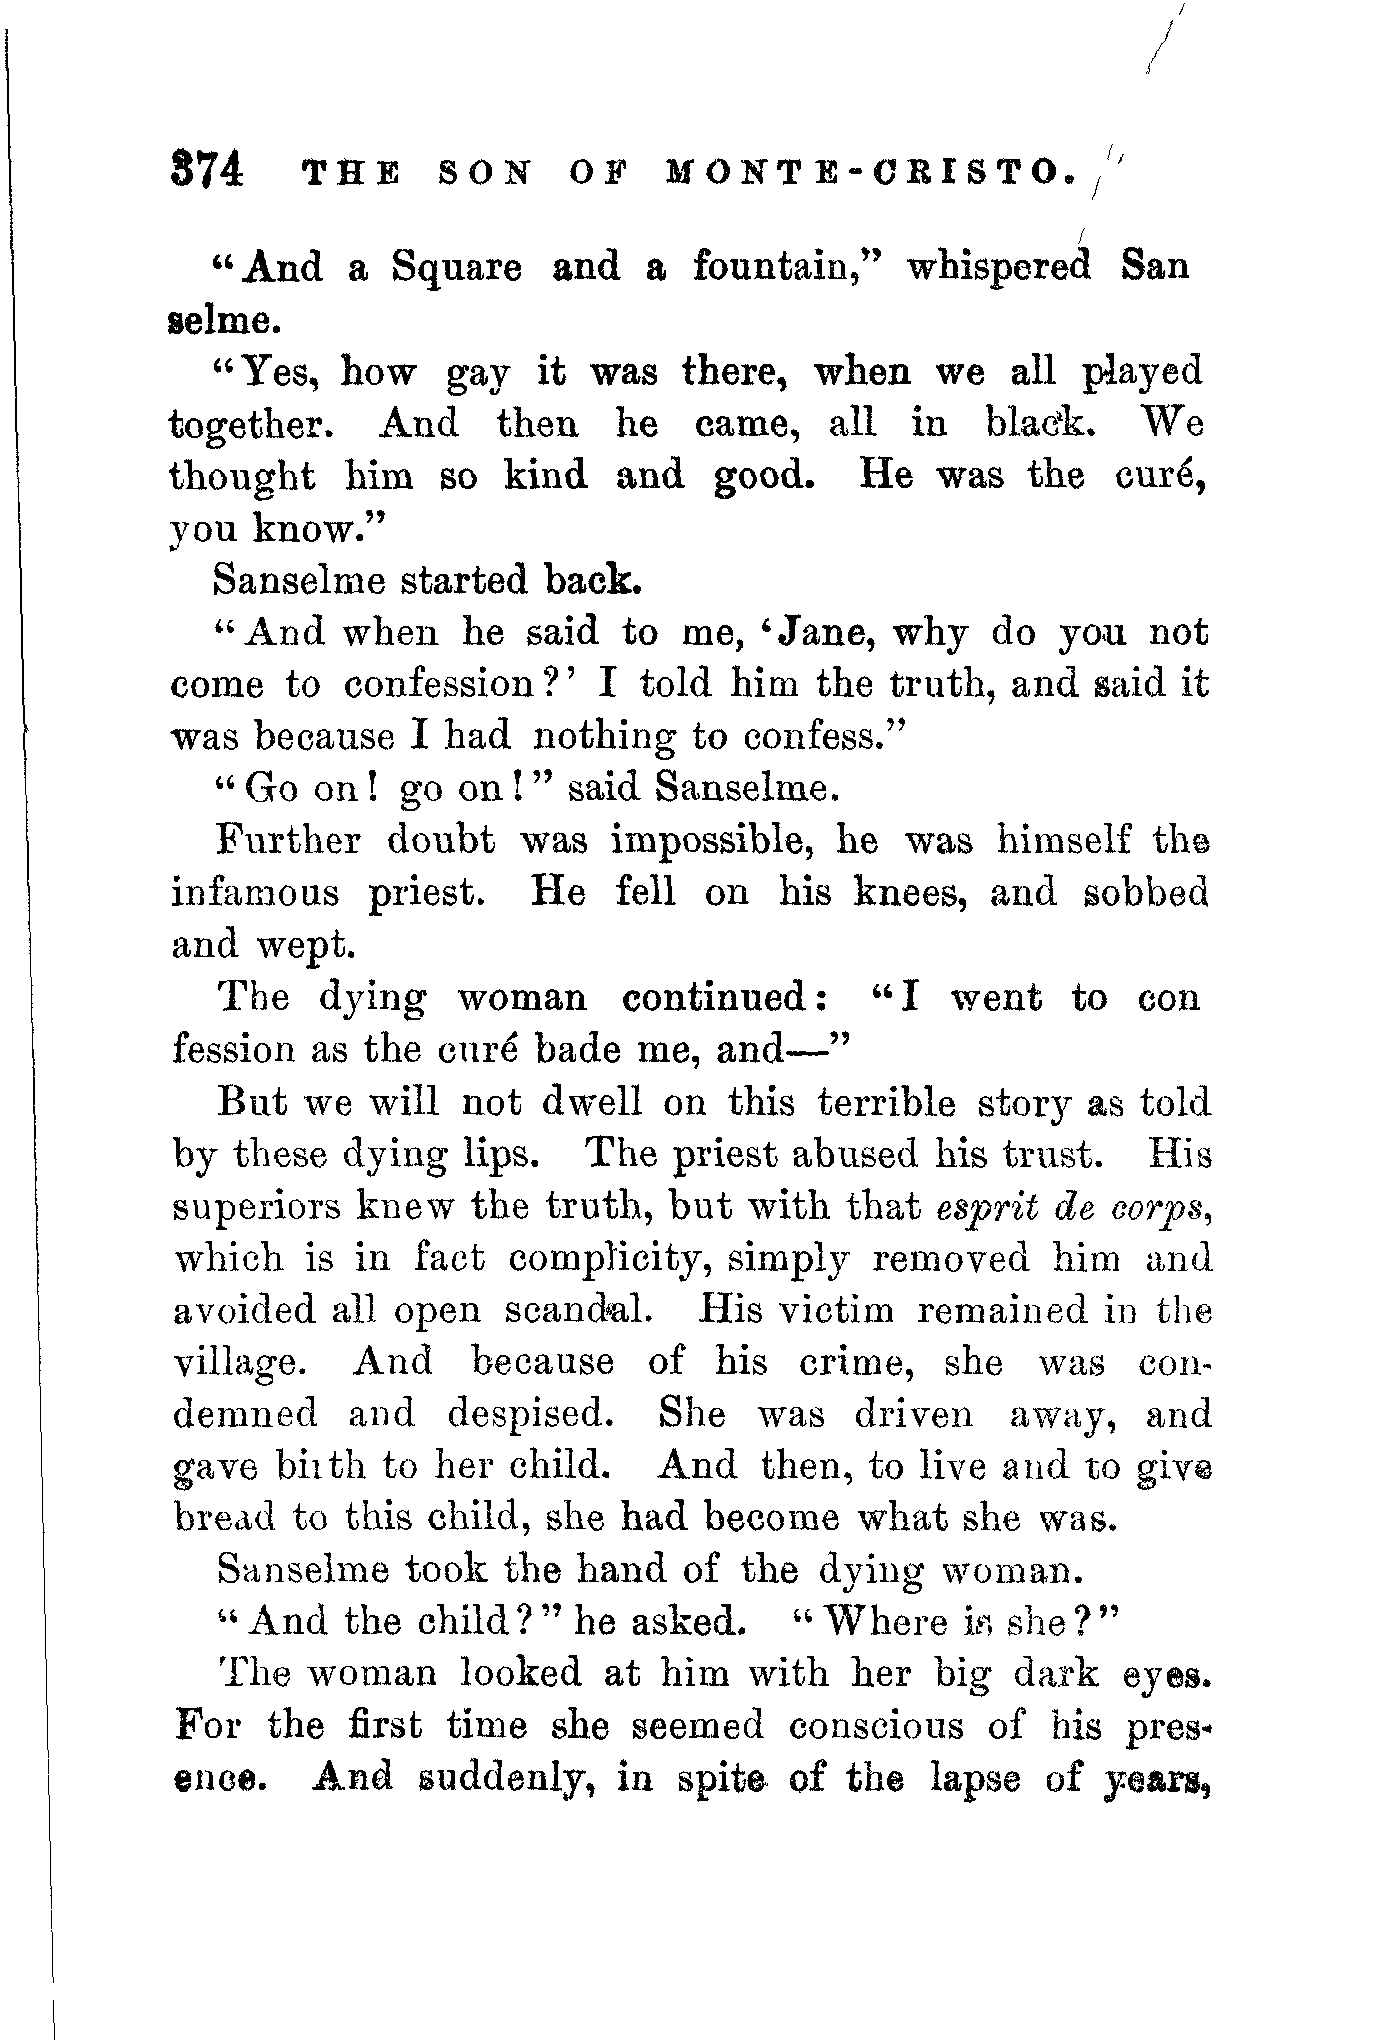 374 THE SON OF MONTE-CRISTO.
“And a Square and a fountain,” whispered San
selme.
“Yes, how gay it was there, when we all played
together. And then he came, all in black. We
thought him so kind and good. He was the curé,
you know.”
Sanselme started back.
“And when he said to me, ‘Jane, why do you not
come to confession?’ I told him the truth, and said it
was because I had nothing to confess.”
“Go on! go on!” said Sanselme.
Further doubt was impossible, he was himself the
infamous priest. He fell on his knees, and sobbed
and wept.
The dying woman continued: “I went to con
fession as the curé bade me, and—”
But we will not dwell on this terrible story as told
by these dying lips. The priest abused his trust. His
superiors knew the truth, but with that esprit de corps,
which is in fact complicity, simply removed him and
avoided all open scandal. His victim remained in the
village. And because of his crime, she was con-
demned and despised. She was driven away, and
gave birth to her child. And then, to live and to give
bread to this child, she had become what she was.
Sanselme took the hand of the dying woman.
“And the child?” he asked. “Where is she?”
The woman looked at him with her big dark eyes.
For the first time she seemed conscious of his pres-
ence. And suddenly, in spite of the lapse of years,